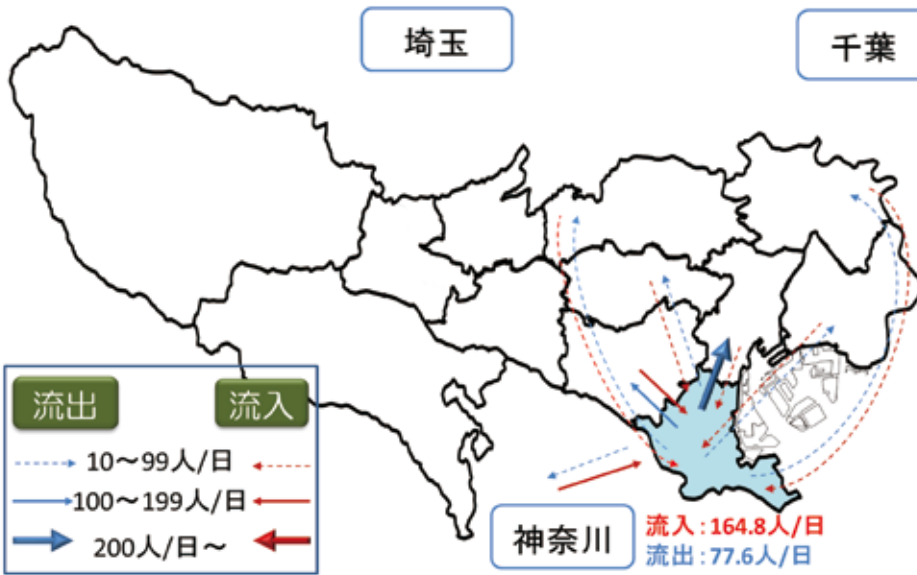 埼玉
千葉
流出
流入
10～99人/日
100～199人/日
200人/日～
神奈川
流入：164.8人/日
流出：77.6人/日